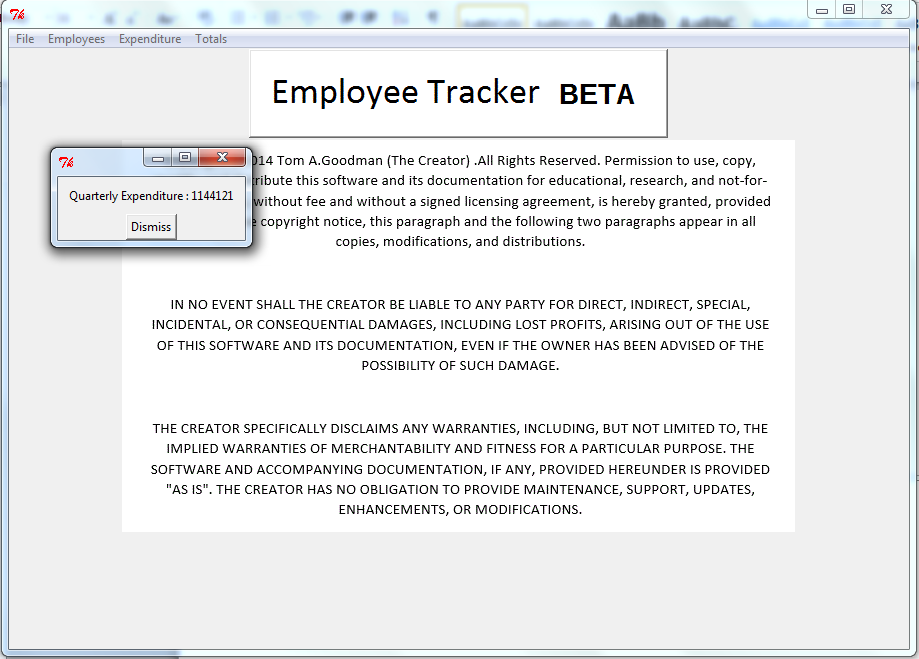 File Employees Expenditure Totals
Employee Tracker BETA
Quarterly Expenditure : 1144121
Dismiss
014 Tom A.Goodman (The Creator) .All Rights Reserved. Permission to use, copy,
this software and its documentation for educational, research, and not-for-
without fee and without a signed licensing agreement, is hereby granted, provided
copyright notice, this paragraph and the following two paragraphs appear in all
copies, modifications, and distributions.
IN NO EVENT SHALL THE CREATOR BE LIABLE TO ANY PARTY FOR DIRECT, INDIRECT, SPECIAL,
INCIDENTAL, OR CONSEQUENTIAL DAMAGES, INCLUDING LOST PROFITS, ARISING OUT OF THE USE
OF THIS SOFTWARE AND ITS DOCUMENTATION, EVEN IF THE OWNER HAS BEEN ADVISED OF THE
POSSIBILITY OF SUCH DAMAGE.
THE CREATOR SPECIFICALLY DISCLAIMS ANY WARRANTIES, INCLUDING, BUT NOT LIMITED TO, THE
IMPLIED WARRANTIES OF MERCHANTABILITY AND FITNESS FOR A PARTICULAR PURPOSE. THE
SOFTWARE AND ACCOMPANYING DOCUMENTATION, IF ANY, PROVIDED HEREUNDER IS PROVIDED
"AS IS". THE CREATOR HAS NO OBLIGATION TO PROVIDE MAINTENANCE, SUPPORT, UPDATES,
ENHANCEMENTS, OR MODIFICATIONS.